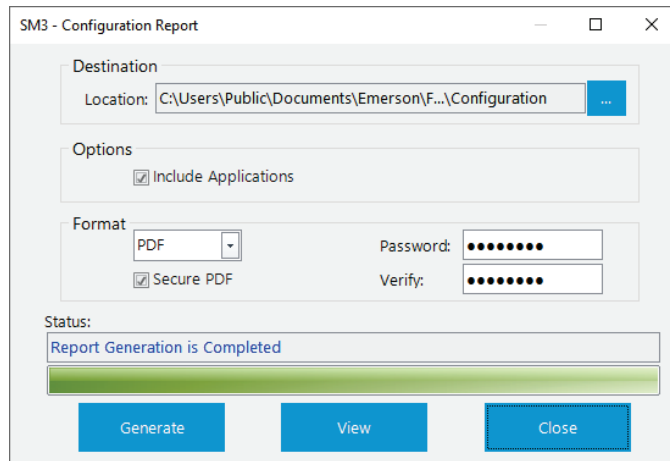 SM3 - Configuration Report
Destination
Location: C:\Users\Public\Documents\Emerson\F...\Configuration ...
Options
Include Applications
Format
PDF Password: ●●●●●●●●
Secure PDF Verify: ●●●●●●●●
Status:
Report Generation is Completed
Generate View Close